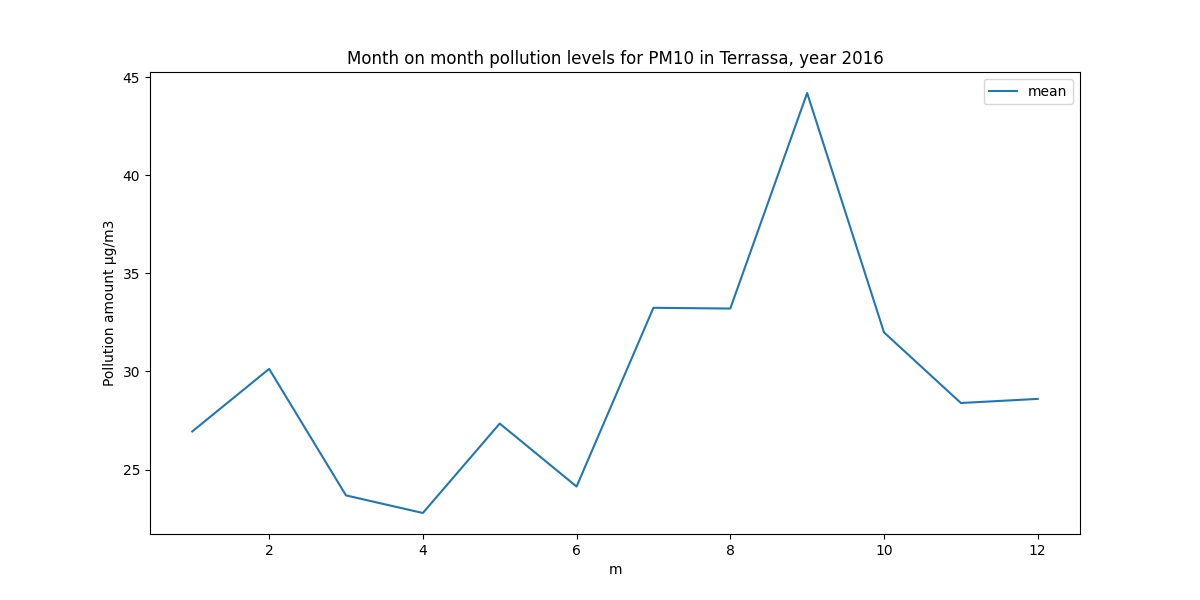 Month on month pollution levels for PM10 in Terrassa, year 2016
mean
45
40
35
30
25
Pollution amount µg/m3
2 4 6 8 10 12
m